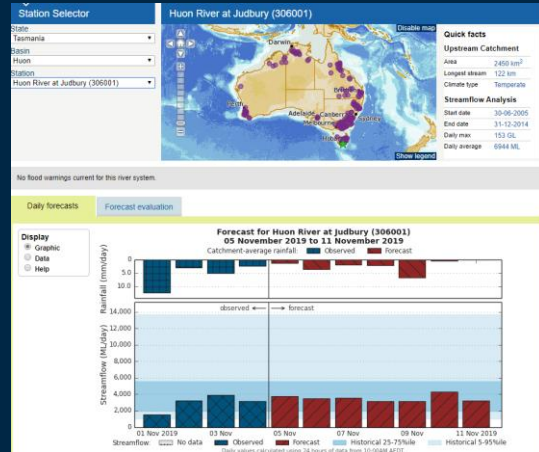 Station Selector
Huon River at Judbury (306001)
State
Tasmania
Basin
Huon
Station
Huon River at Judbury (306001)
Disable map
Darwin
Perth
Adelaide
Canberra
Sydney
Melbourne
Hobart
Show legend
Quick facts
Upstream Catchment
Area 2450 km²
Longest stream 122 km
Climate type Temperate
Streamflow Analysis
Start date 30-06-2005
End date 31-12-2014
Daily max 153 GL
Daily average 6944 ML
No flood warnings current for this river system.
Daily forecasts
Forecast evaluation
Display
Graphic
Data
Help
Forecast for Huon River at Judbury (306001)
05 November 2019 to 11 November 2019
Catchment-average rainfall: Observed Forecast
Rainfall (mm/day)
0.0
5.0
10.0
observed ← → forecast
Streamflow (ML/day)
14,000
12,000
10,000
8,000
6,000
4,000
2,000
0
01 Nov 2019 03 Nov 05 Nov 07 Nov 09 Nov 11 Nov 2019
Streamflow: No data Observed Forecast Historical 25-75%ile Historical 5-95%ile
Daily values calculated using 24 hours of data from 10:00AM AEDT